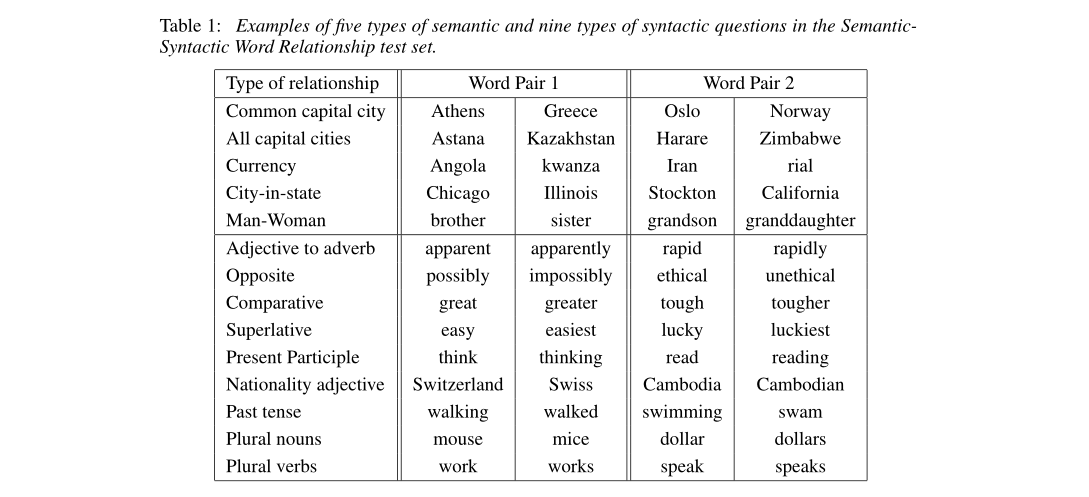 Table 1: Examples of five types of semantic and nine types of syntactic questions in the Semantic-
Syntactic Word Relationship test set.
Type of relationship Word Pair 1 Word Pair 2
Common capital city Athens Greece Oslo Norway
All capital cities Astana Kazakhstan Harare Zimbabwe
Currency Angola kwanza Iran rial
City-in-state Chicago Illinois Stockton California
Man-Woman brother sister grandson granddaughter
Adjective to adverb apparent apparently rapid rapidly
Opposite possibly impossibly ethical unethical
Comparative great greater tough tougher
Superlative easy easiest lucky luckiest
Present Participle think thinking read reading
Nationality adjective Switzerland Swiss Cambodia Cambodian
Past tense walking walked swimming swam
Plural nouns mouse mice dollar dollars
Plural verbs work works speak speaks